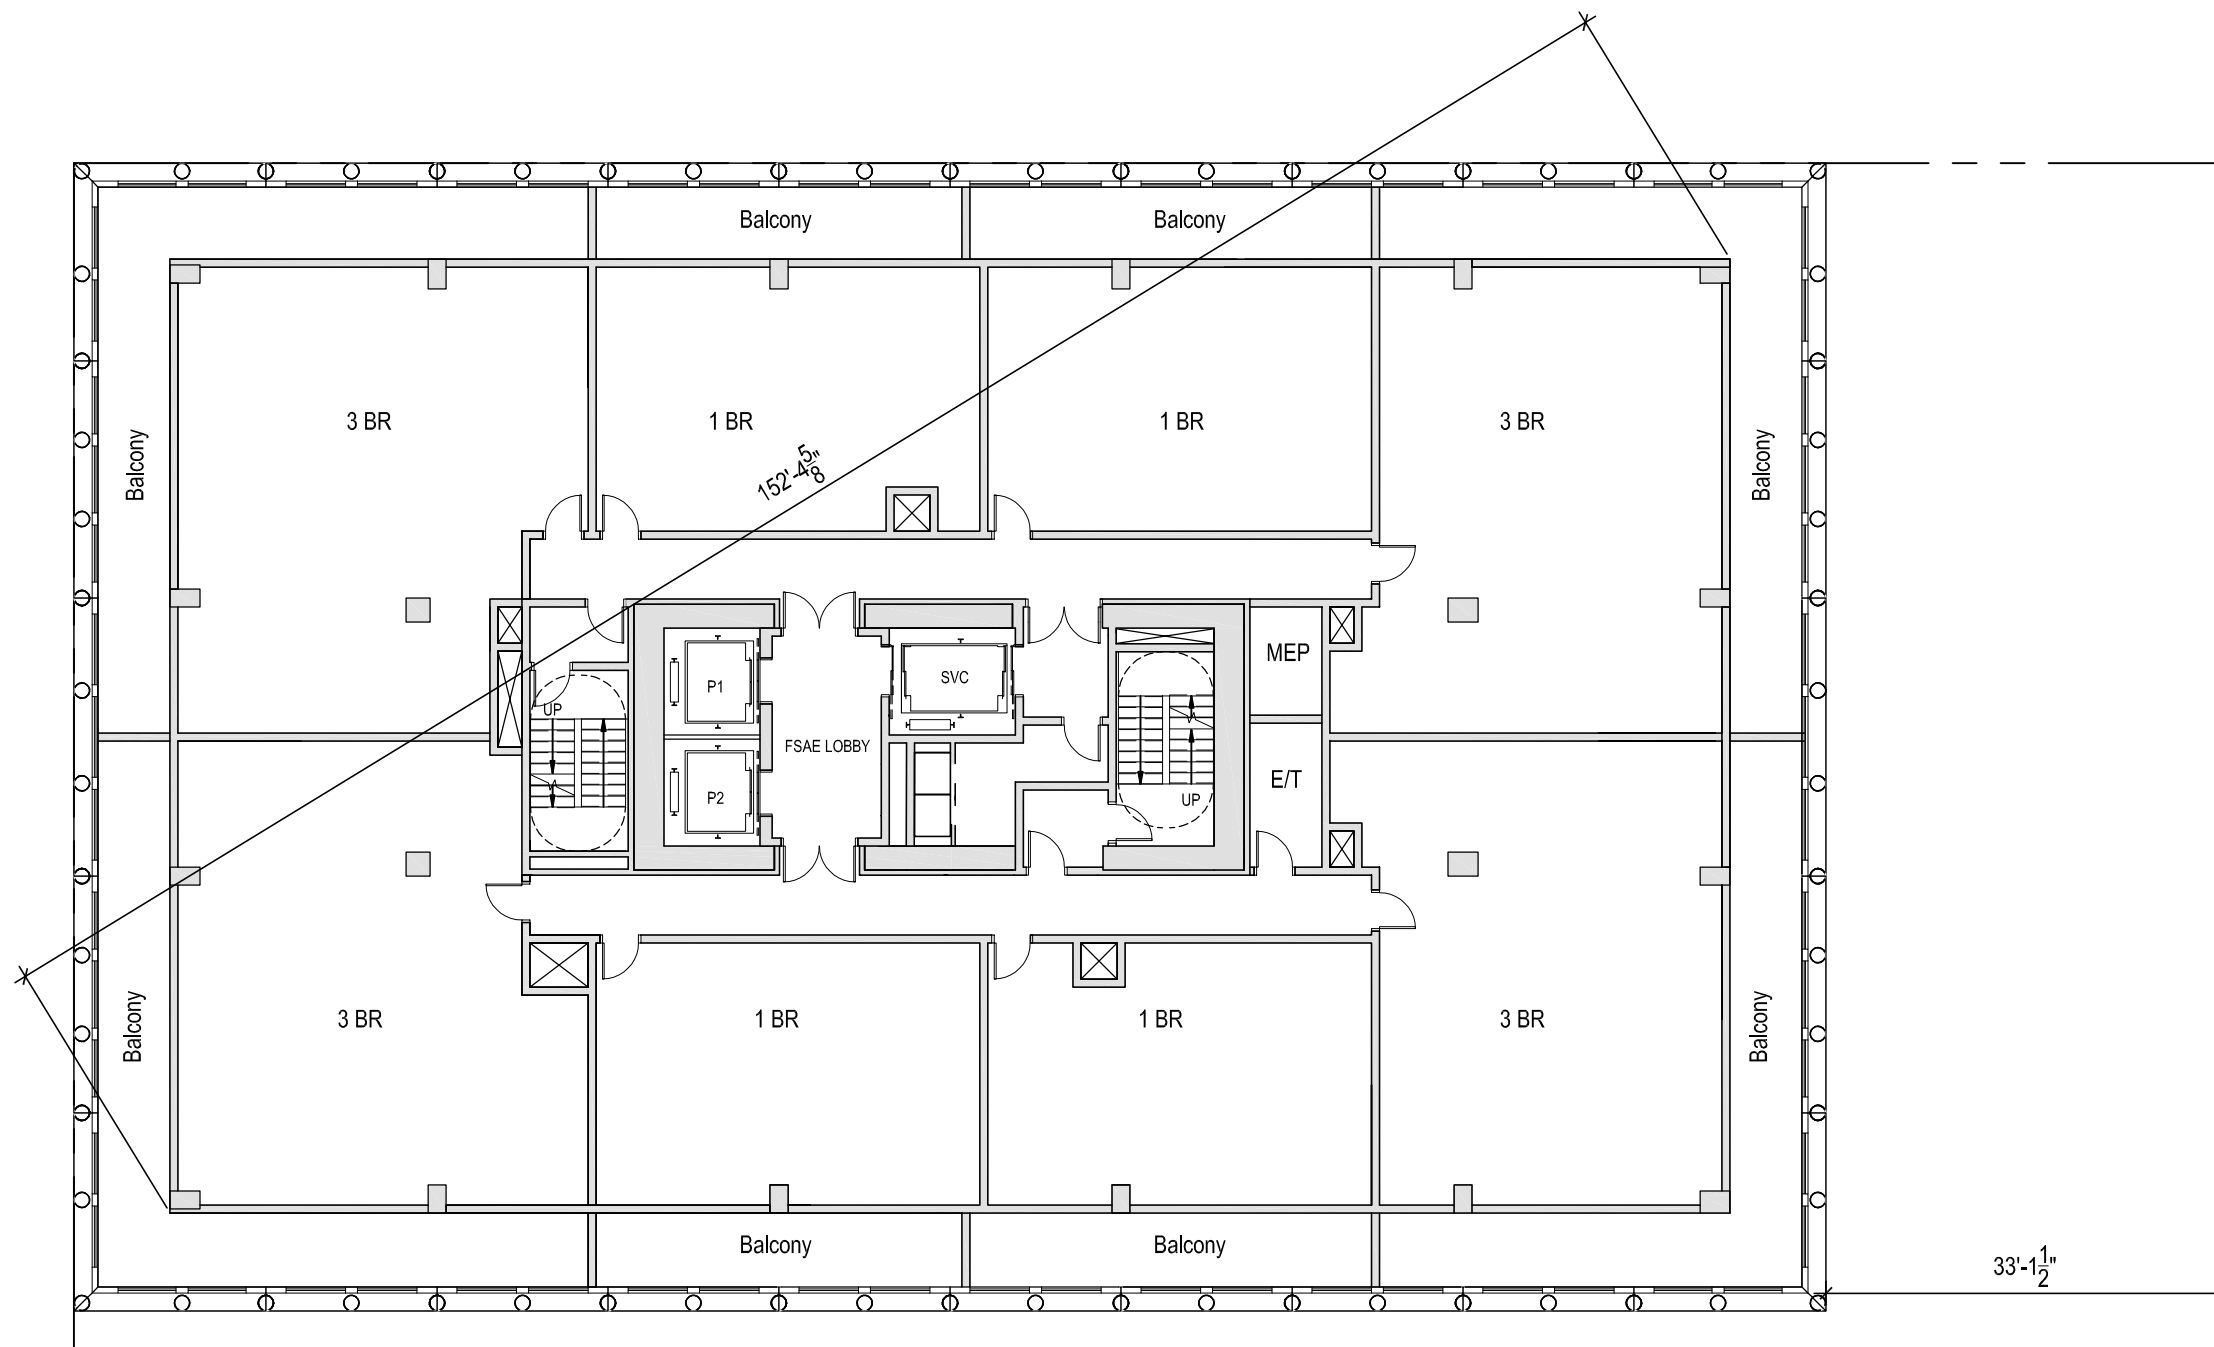 Balcony
Balcony
3 BR
1 BR
1 BR
3 BR
Balcony
Balcony
152'-4 5/8"
MEP
P1
SVC
UP
FSAE LOBBY
E/T
P2
UP
3 BR
1 BR
1 BR
3 BR
Balcony
Balcony
Balcony
Balcony
33'-1 1/2"